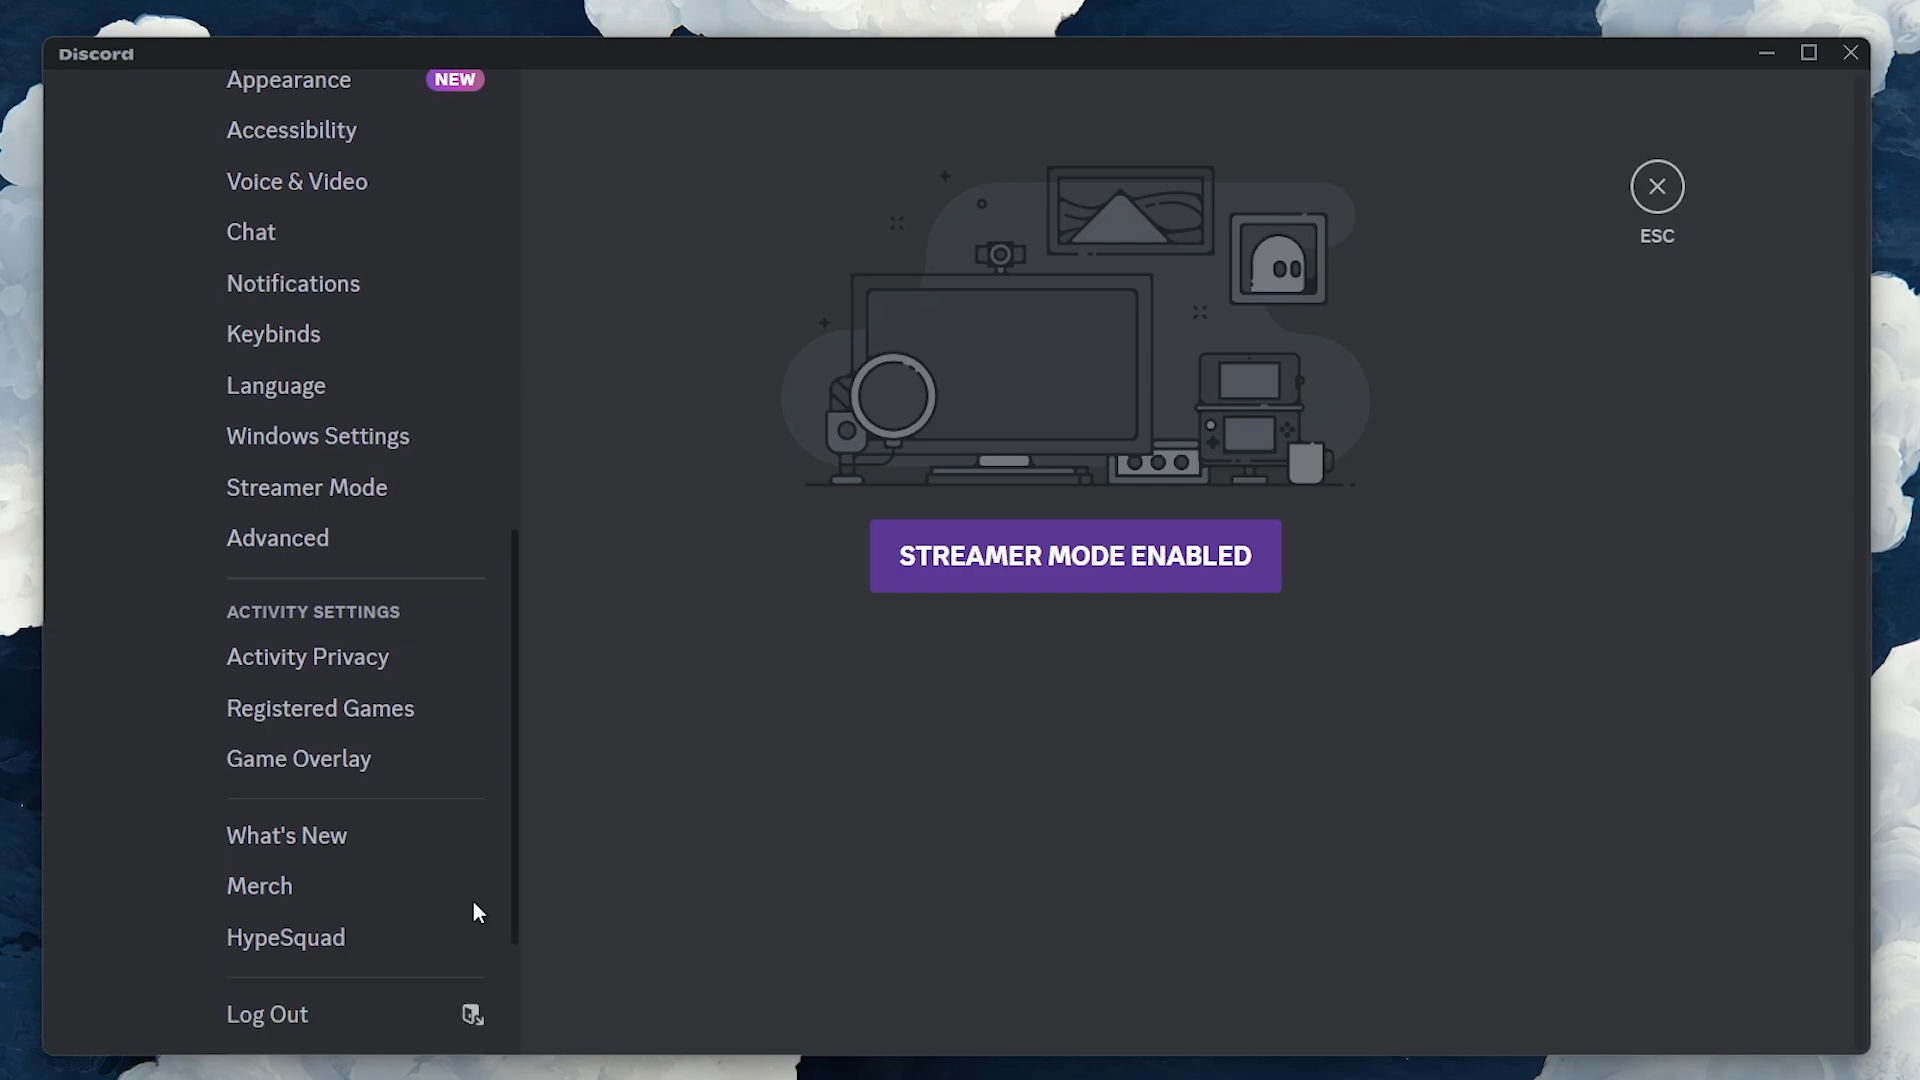 Discord
Appearance NEW
Accessibility
Voice & Video
Chat
Notifications
Keybinds
Language
Windows Settings
Streamer Mode
Advanced
ACTIVITY SETTINGS
Activity Privacy
Registered Games
Game Overlay
What's New
Merch
HypeSquad
Log Out
ESC
STREAMER MODE ENABLED